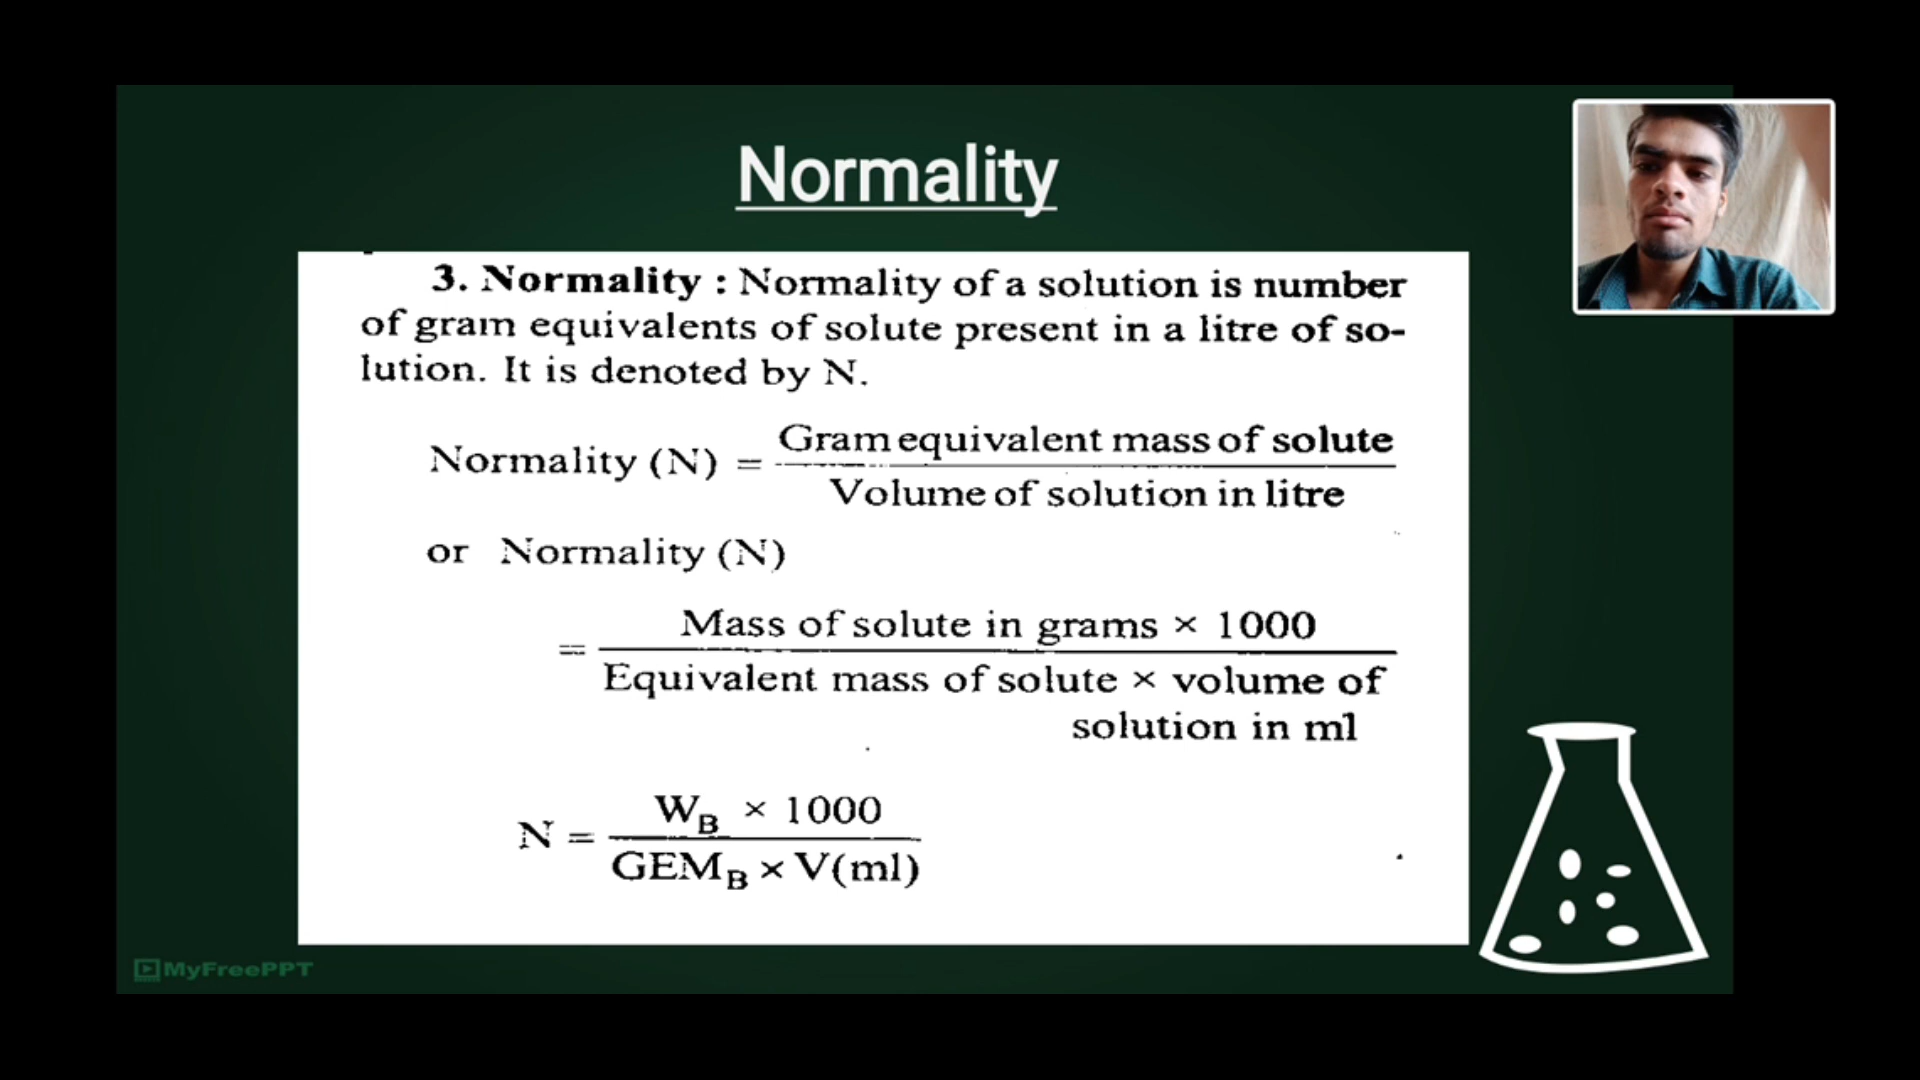 Normality
3. Normality : Normality of a solution is number
of gram equivalents of solute present in a litre of so-
lution. It is denoted by N.
Normality (N) = Gram equivalent mass of solute
Volume of solution in litre
or Normality (N)
= Mass of solute in grams × 1000
Equivalent mass of solute × volume of
solution in ml
N = W_B × 1000
GEM_B × V(ml)
MyFreePPT